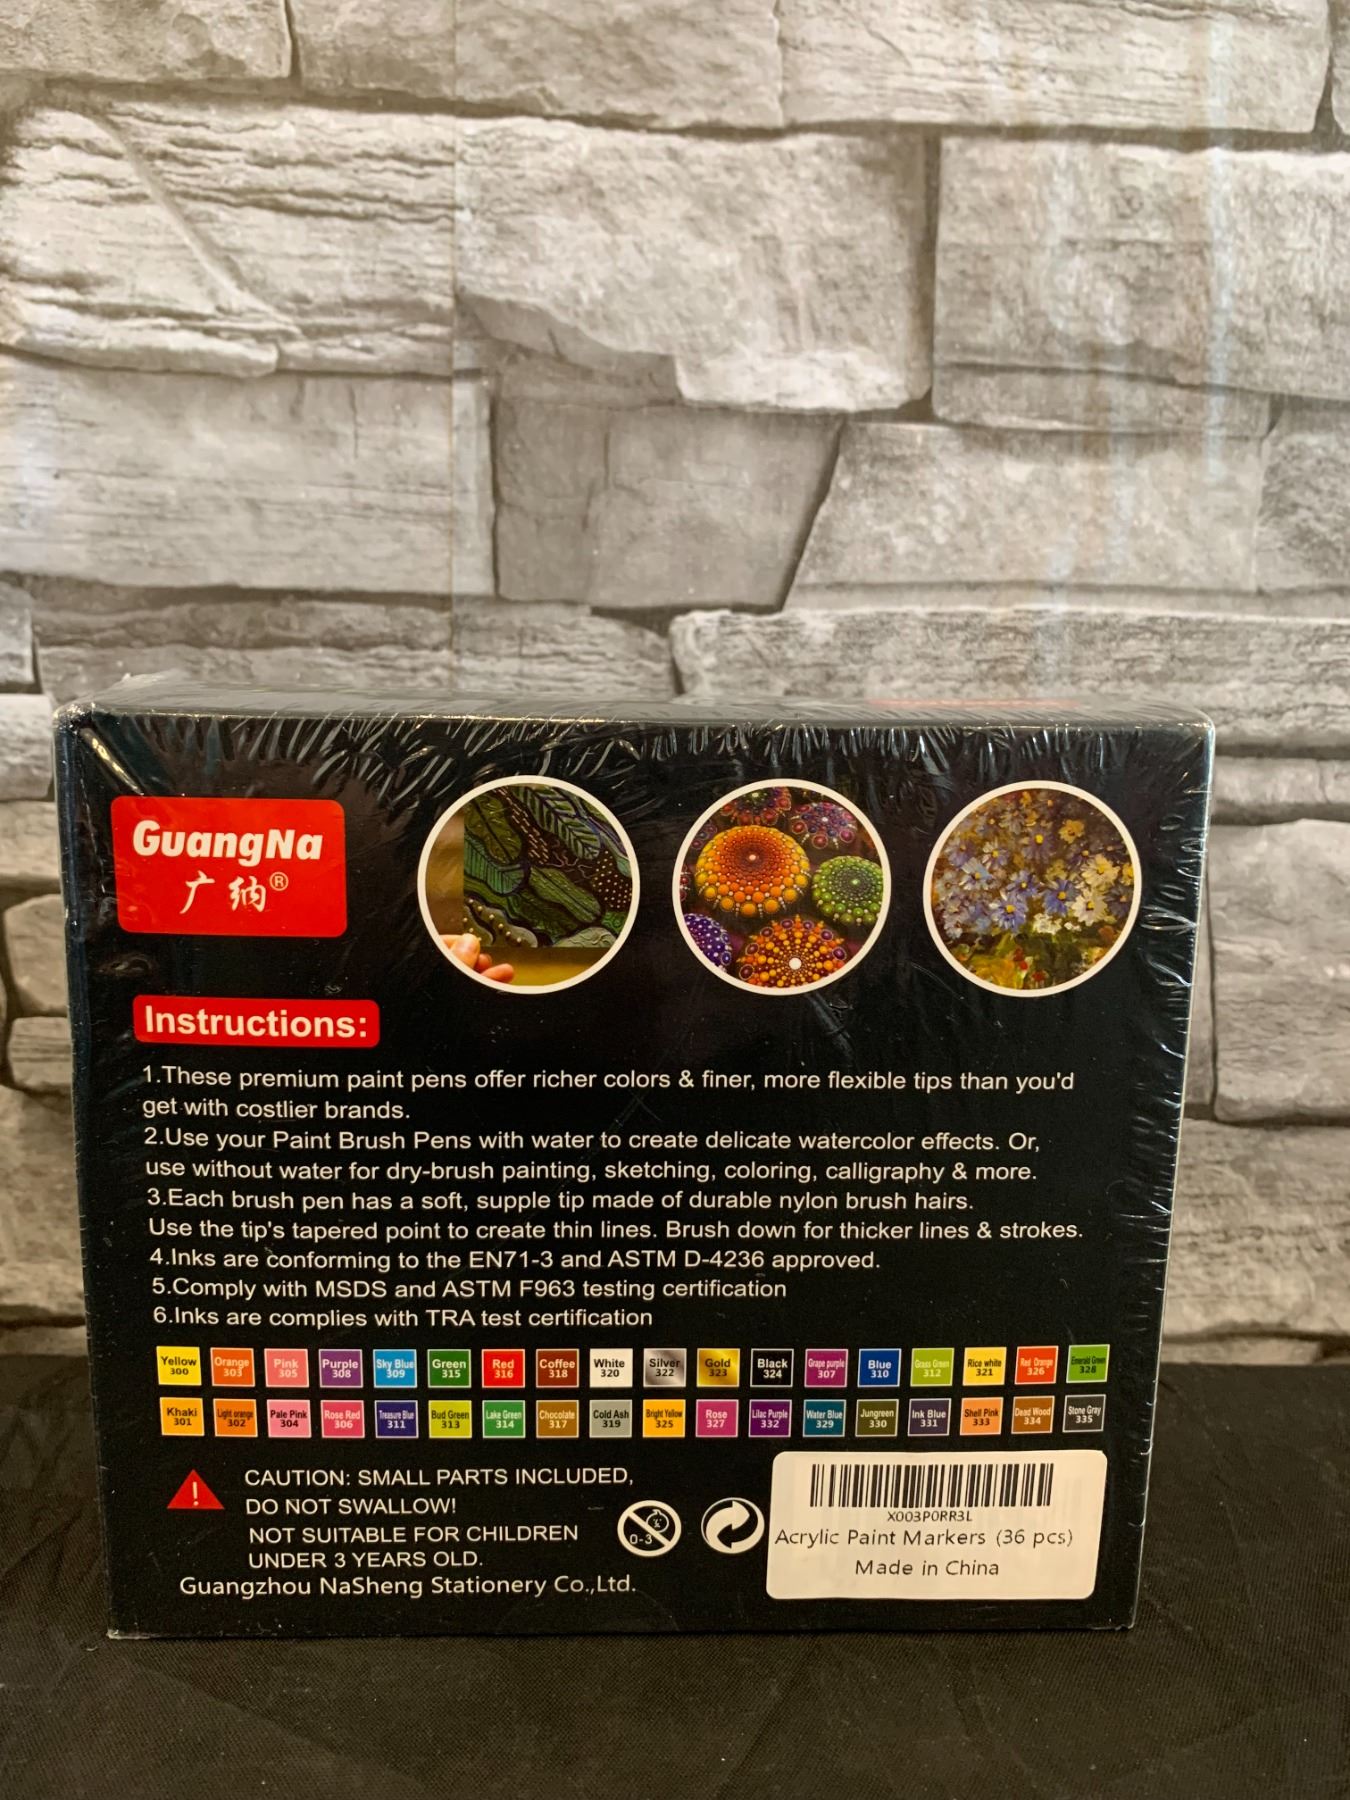 GuangNa
广纳®
Instructions:
1.These premium paint pens offer richer colors & finer, more flexible tips than you'd
get with costlier brands.
2.Use your Paint Brush Pens with water to create delicate watercolor effects. Or,
use without water for dry-brush painting, sketching, coloring, calligraphy & more.
3.Each brush pen has a soft, supple tip made of durable nylon brush hairs.
Use the tip's tapered point to create thin lines. Brush down for thicker lines & strokes.
4.Inks are conforming to the EN71-3 and ASTM D-4236 approved.
5.Comply with MSDS and ASTM F963 testing certification
6.Inks are complies with TRA test certification
Yellow Orange Pink Purple Sky Blue Green Red Coffee White Silver Gold Black Grape purple Blue Grass Green Rice white Red Orange Emerald Green
300 303 305 308 309 315 316 318 320 322 323 324 307 310 312 321 326 328
Khaki Light orange Pale Pink Rose Red Treasure Blue Bud Green Lake Green Chocolate Cold Ash Bright Yellow Rose Lilac Purple Water Blue Jungreen Ink Blue Shell Pink Dead Wood Stone Gray
301 302 304 306 311 313 314 317 319 325 327 332 329 330 331 333 334 335
CAUTION: SMALL PARTS INCLUDED,
DO NOT SWALLOW!
NOT SUITABLE FOR CHILDREN
UNDER 3 YEARS OLD.
Guangzhou NaSheng Stationery Co.,Ltd.
0-3
X003P0RR3L
Acrylic Paint Markers (36 pcs)
Made in China